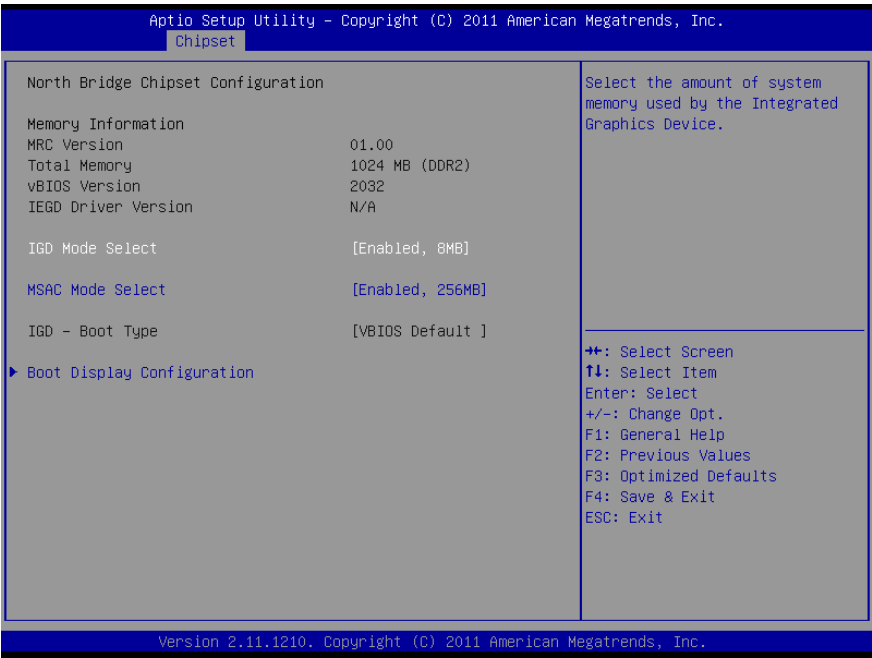 Aptio Setup Utility – Copyright (C) 2011 American Megatrends, Inc.
Chipset
North Bridge Chipset Configuration
Memory Information
MRC Version 01.00
Total Memory 1024 MB (DDR2)
vBIOS Version 2032
IEGD Driver Version N/A
IGD Mode Select [Enabled, 8MB]
MSAC Mode Select [Enabled, 256MB]
IGD – Boot Type [VBIOS Default ]
Boot Display Configuration
Select the amount of system
memory used by the Integrated
Graphics Device.
→←: Select Screen
↑↓: Select Item
Enter: Select
+/-: Change Opt.
F1: General Help
F2: Previous Values
F3: Optimized Defaults
F4: Save & Exit
ESC: Exit
Version 2.11.1210. Copyright (C) 2011 American Megatrends, Inc.